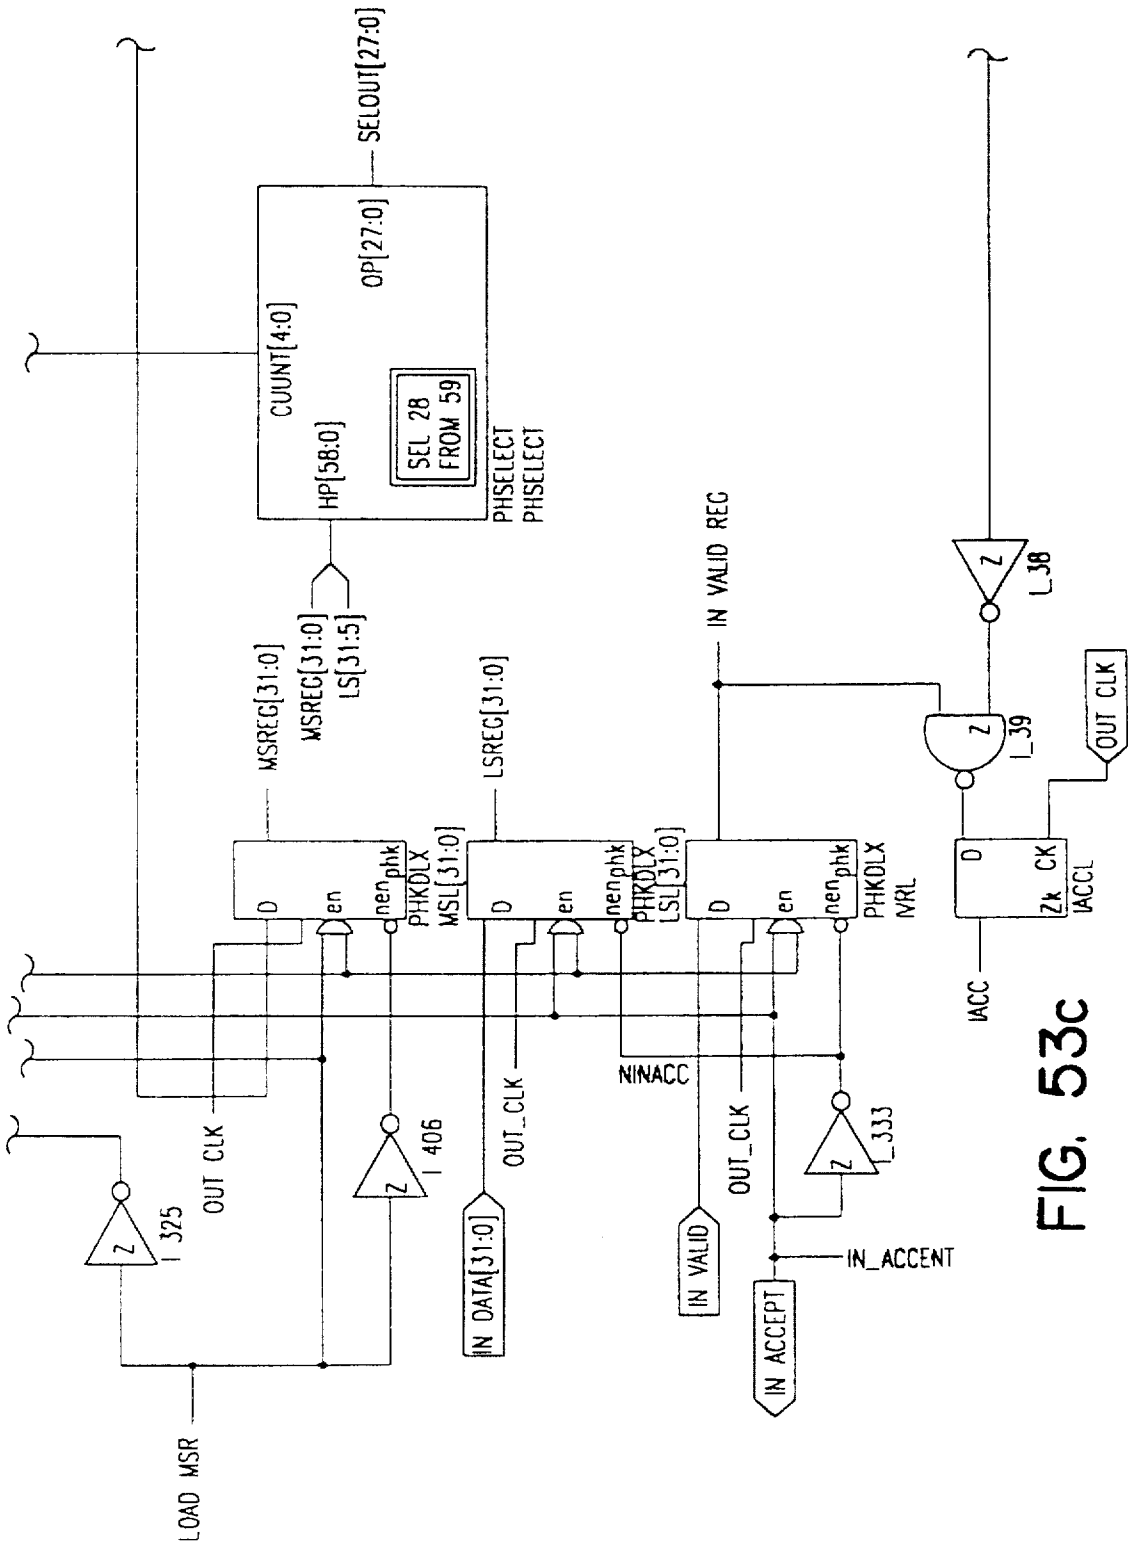 SELOUT[27:0]
OP[27:0]
CUUNT[4:0]
HP[58:0]
SEL 28
FROM 59
PHSELECT
PHSELECT
MSREG[31:0]
LS[31:5]
MSREG[31:0]
LSREG[31:0]
IN VALID REG
D
en
nen
phk
PHKDLX
MSL[31:0]
D
en
nen
phk
PHKDLX
LSL[31:0]
D
en
nen
phk
PHKDLX
IVRL
Z
I_38
Z
I_39
OUT CLK
D
CK
Zk
IACCL
IACC
OUT CLK
OUT_CLK
OUT_CLK
NINACC
Z
I 325
Z
I 406
Z
I_333
IN DATA[31:0]
IN VALID
IN ACCEPT
IN_ACCENT
LOAD MSR
FIG. 53c